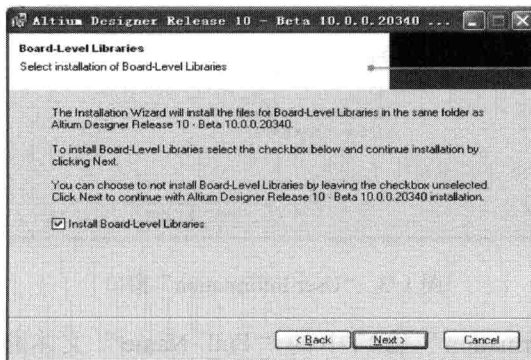 Altium Designer Release 10 - Beta 10.0.0.20340 ...
Board-Level Libraries
Select installation of Board-Level Libraries
The Installation Wizard will install the files for Board-Level Libraries in the same folder as
Altium Designer Release 10 - Beta 10.0.0.20340.
To install Board-Level Libraries select the checkbox below and continue installation by
clicking Next.
You can choose to not install Board-Level Libraries by leaving the checkbox unselected.
Click Next to continue with Altium Designer Release 10 - Beta 10.0.0.20340 installation.
Install Board-Level Libraries
< Back Next > Cancel